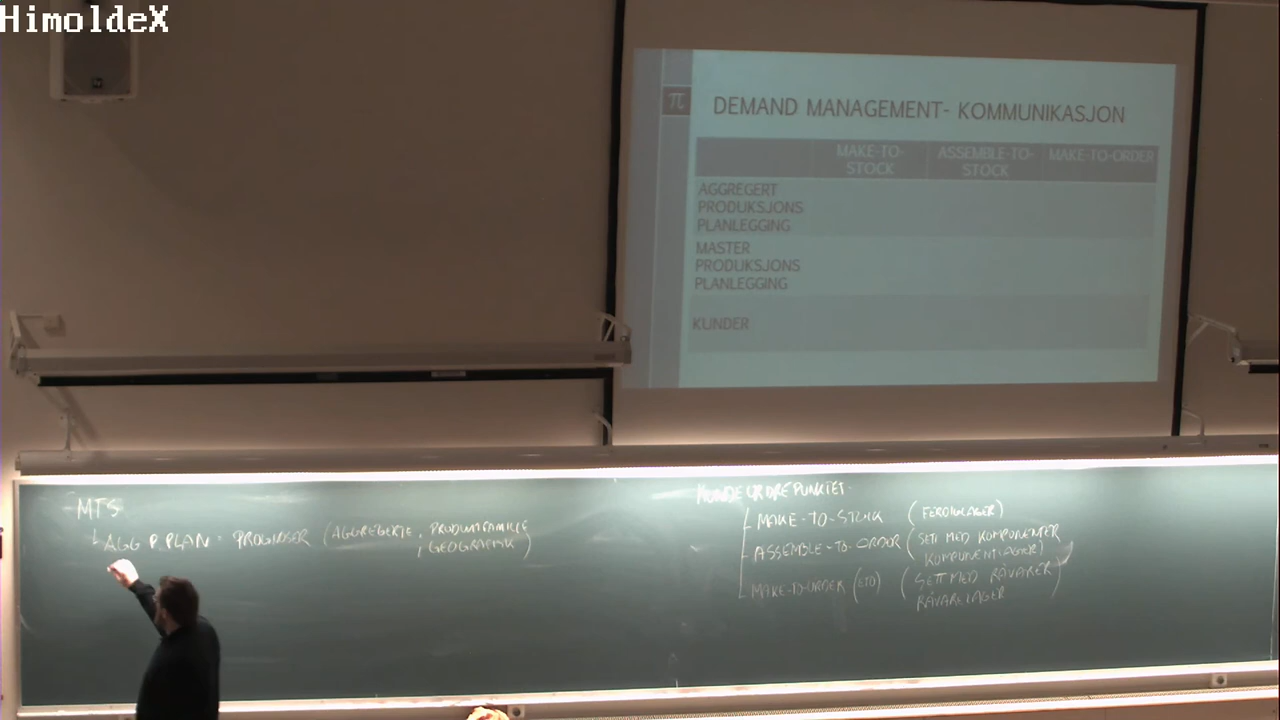 HimoldeX
π
DEMAND MANAGEMENT- KOMMUNIKASJON
MAKE-TO-
STOCK
ASSEMBLE-TO-
STOCK
MAKE-TO-ORDER
AGGREGERT
PRODUKSJONS
PLANLEGGING
MASTER
PRODUKSJONS
PLANLEGGING
KUNDER
MTS
AGG P. PLAN : PROGNOSER (AGGREGERTE, PRODUKTFAMILIE
, GEOGRAFISK)
KUNDEORDREPUNKTET
MAKE-TO-STOCK (FERDIGLAGER)
ASSEMBLE-TO-ORDER (SETT MED KOMPONENTER
KOMPONENTLAGER)
MAKE-TO-ORDER (ETO) (SETT MED RÅVARER
RÅVARELAGER)